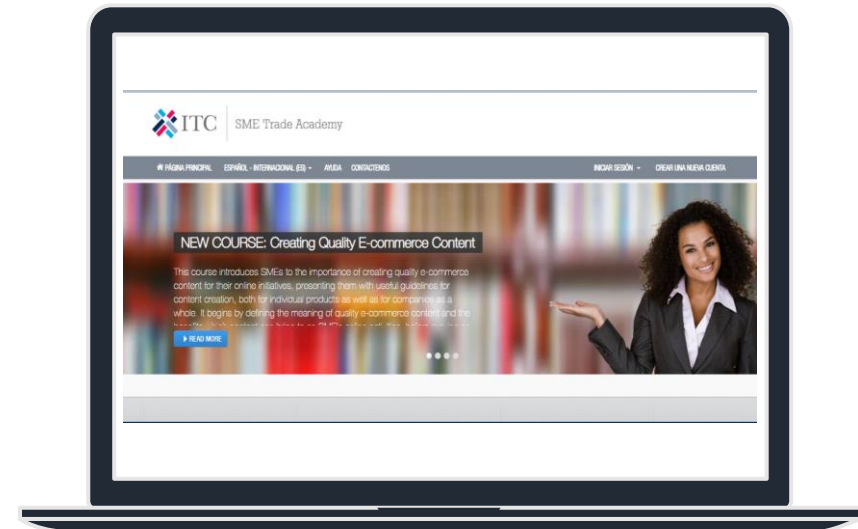 ITC
SME Trade Academy
PÁGINA PRINCIPAL ESPAÑOL - INTERNACIONAL (ES) AYUDA CONTACTENOS INICIAR SESIÓN CREAR UNA NUEVA CUENTA
NEW COURSE: Creating Quality E-commerce Content
This course introduces SMEs to the importance of creating quality e-commerce
content for their online initiatives, presenting them with useful guidelines for
content creation, both for individual products as well as for companies as a
whole. It begins by defining the meaning of quality e-commerce content and the
READ MORE